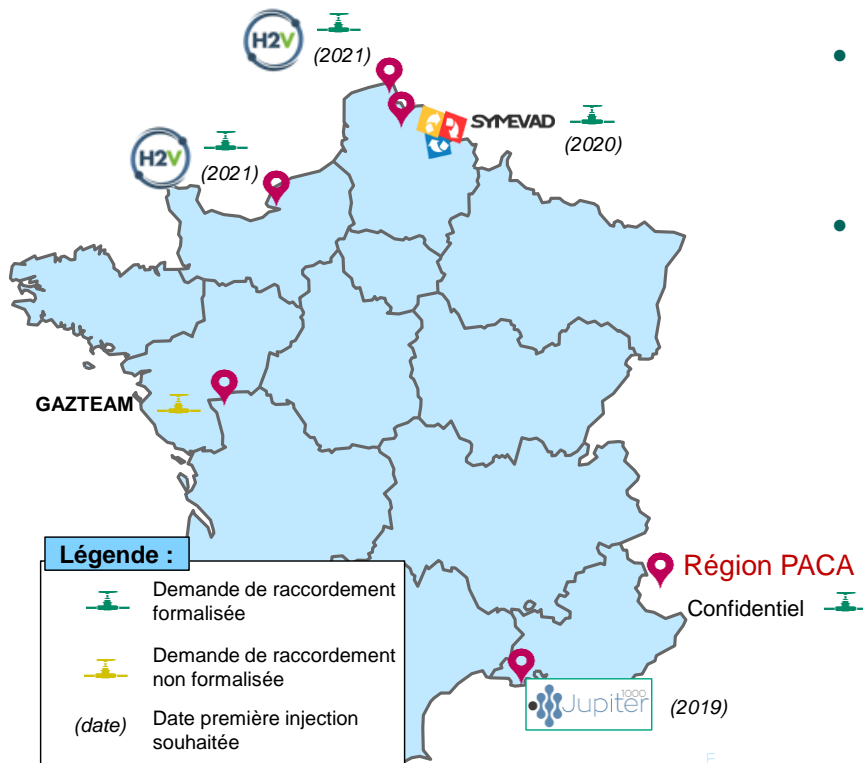 H2V
(2021)
SYMEVAD
(2020)
H2V
(2021)
GAZTEAM
Région PACA
Confidentiel
Jupiter 1000
(2019)
Légende :
Demande de raccordement
formalisée
Demande de raccordement
non formalisée
(date)
Date première injection
souhaitée
F